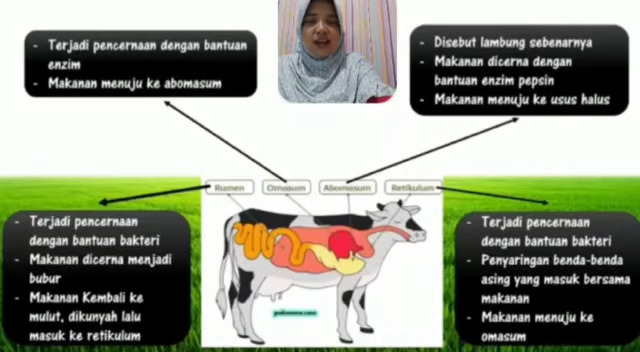 - Terjadi pencernaan dengan bantuan
enzim
- Makanan menuju ke abomasum
- Disebut lambung sebenarnya
- Makanan dicerna dengan
bantuan enzim pepsin
- Makanan menuju ke usus halus
Rumen
Omasum
Abomasum
Retikulum
- Terjadi pencernaan
dengan bantuan bakteri
- Makanan dicerna menjadi
bubur
- Makanan Kembali ke
mulut, dikunyah lalu
masuk ke retikulum
- Terjadi pencernaan
dengan bantuan bakteri
- Penyaringan benda-benda
asing yang masuk bersama
makanan
- Makanan menuju ke
omasum